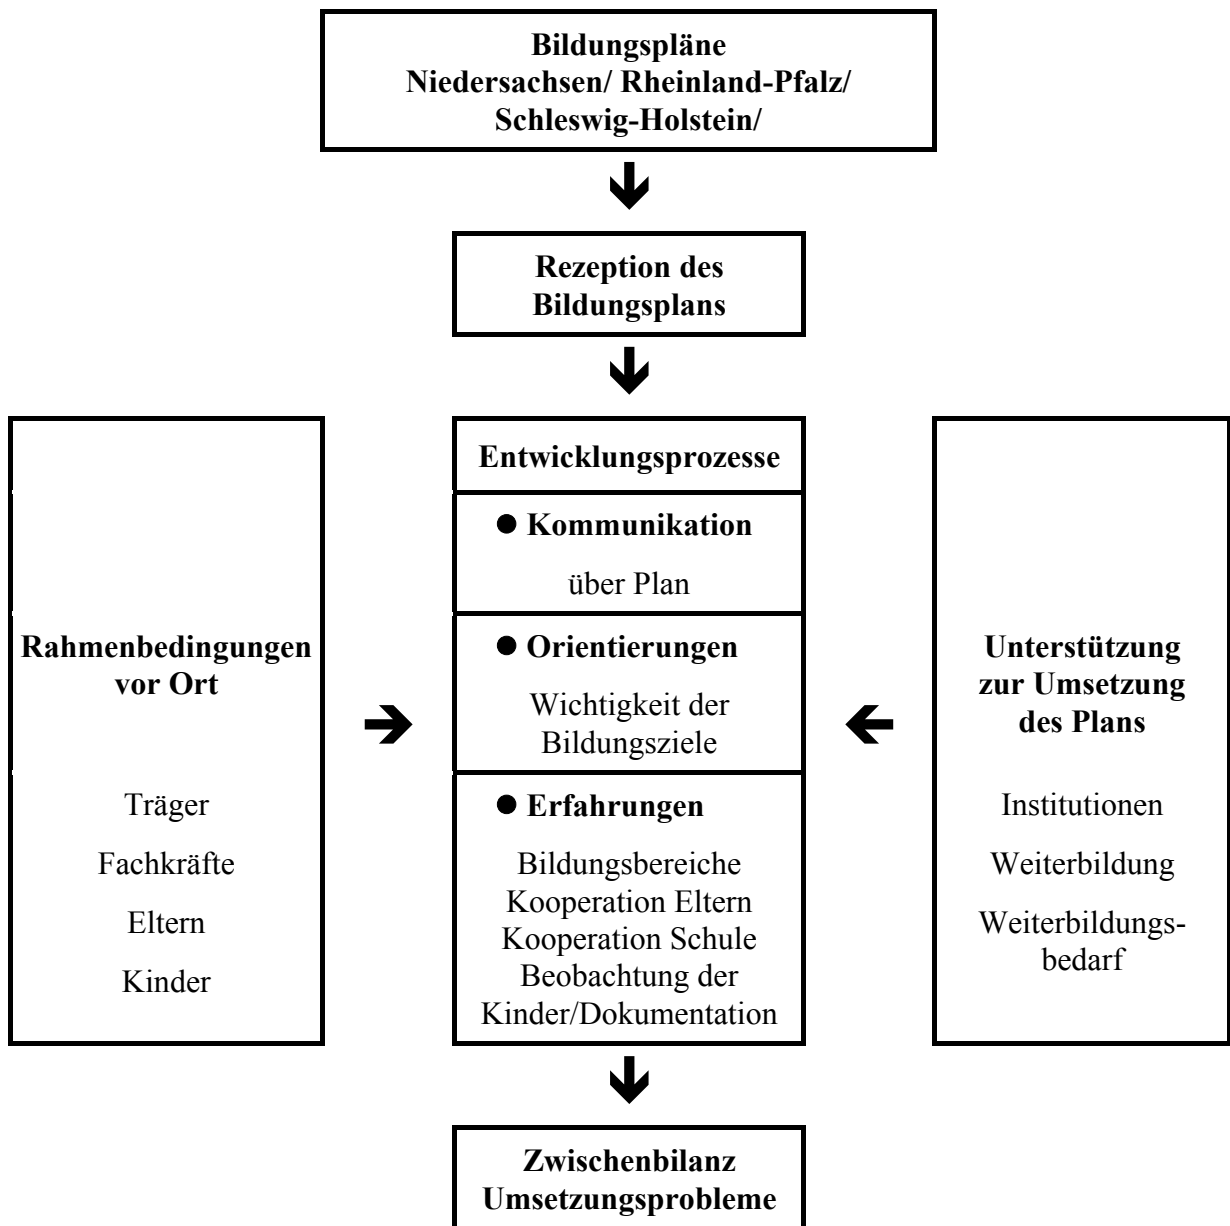 Bildungspläne
Niedersachsen/ Rheinland-Pfalz/
Schleswig-Holstein/
Rezeption des
Bildungsplans
Rahmenbedingungen
vor Ort
Träger
Fachkräfte
Eltern
Kinder
Entwicklungsprozesse
● Kommunikation
über Plan
● Orientierungen
Wichtigkeit der
Bildungsziele
● Erfahrungen
Bildungsbereiche
Kooperation Eltern
Kooperation Schule
Beobachtung der
Kinder/Dokumentation
Unterstützung
zur Umsetzung
des Plans
Institutionen
Weiterbildung
Weiterbildungs-
bedarf
Zwischenbilanz
Umsetzungsprobleme